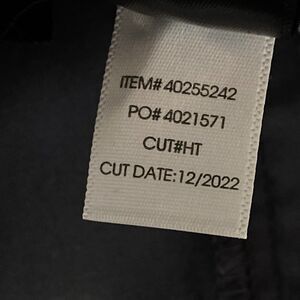 ITEM# 40255242
PO# 4021571
CUT#HT
CUT DATE:12/2022